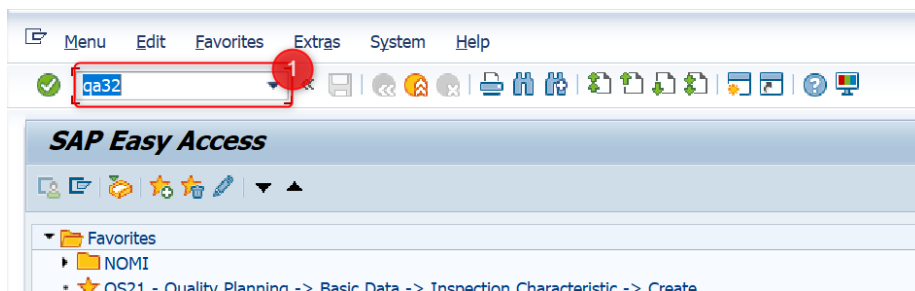 Menu Edit Favorites Extras System Help
qa32
1
SAP Easy Access
Favorites
NOMI
QS21 - Quality Planning -> Basic Data -> Inspection Characteristic -> Create